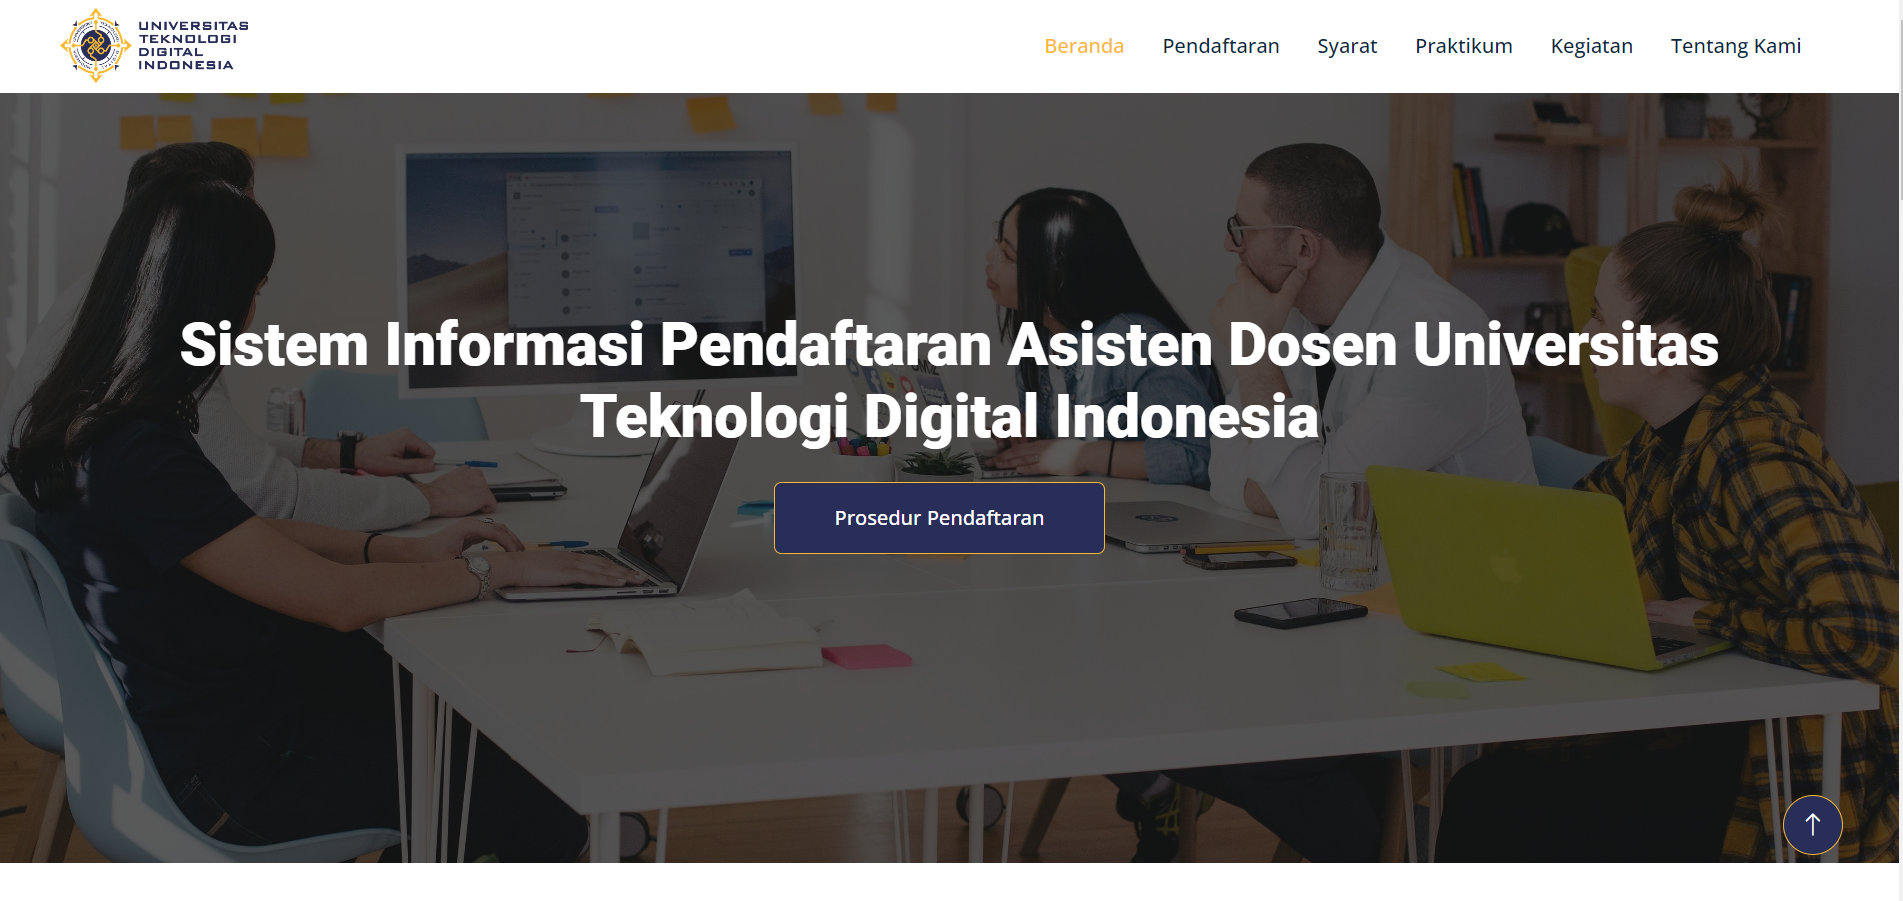 UNIVERSITAS
TEKNOLOGI
DIGITAL
INDONESIA
Beranda
Pendaftaran
Syarat
Praktikum
Kegiatan
Tentang Kami
Sistem Informasi Pendaftaran Asisten Dosen Universitas
Teknologi Digital Indonesia
Prosedur Pendaftaran